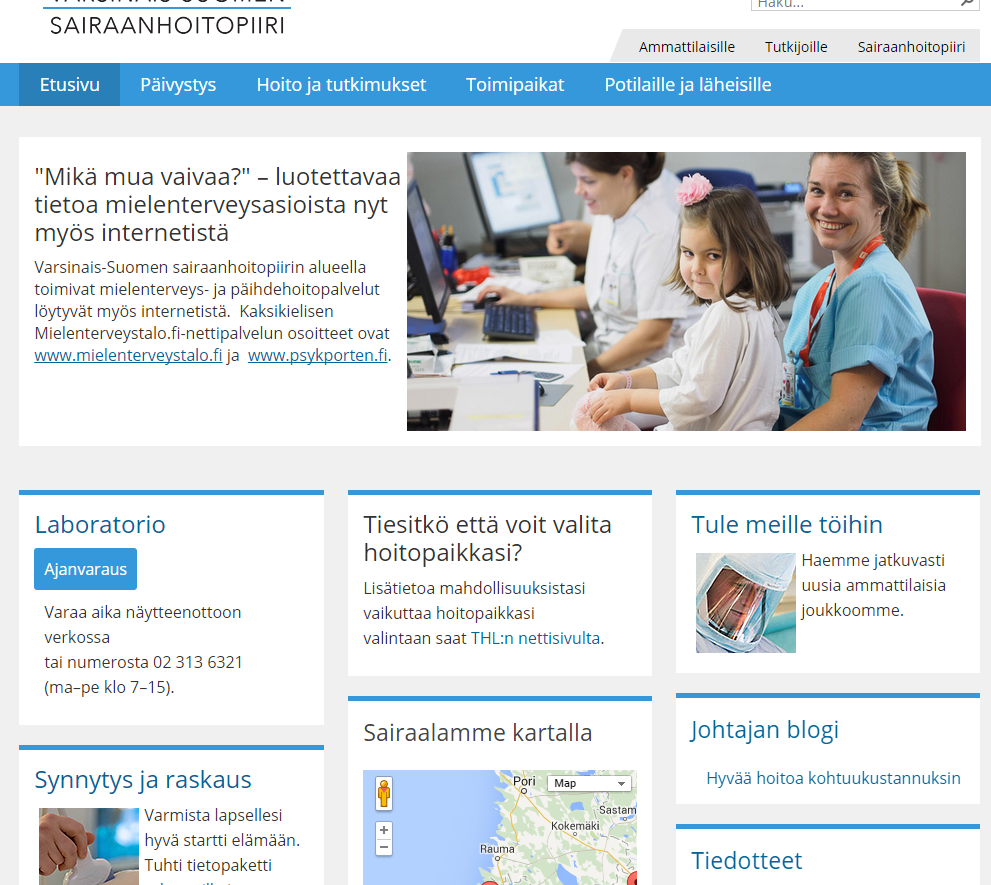 VARSINAIS-SUOMEN
SAIRAANHOITOPIIRI
Haku...
Ammattilaisille Tutkijoille Sairaanhoitopiiri
Etusivu Päivystys Hoito ja tutkimukset Toimipaikat Potilaille ja läheisille
"Mikä mua vaivaa?" – luotettavaa
tietoa mielenterveysasioista nyt
myös internetistä
Varsinais-Suomen sairaanhoitopiirin alueella
toimivat mielenterveys- ja päihdehoitopalvelut
löytyvät myös internetistä. Kaksikielisen
Mielenterveystalo.fi-nettipalvelun osoitteet ovat
www.mielenterveystalo.fi ja www.psykporten.fi.
Laboratorio
Ajanvaraus
Varaa aika näytteenottoon
verkossa
tai numerosta 02 313 6321
(ma–pe klo 7–15).
Synnytys ja raskaus
Varmista lapsellesi
hyvä startti elämään.
Tuhti tietopaketti
Tiesitkö että voit valita
hoitopaikkasi?
Lisätietoa mahdollisuuksistasi
vaikuttaa hoitopaikkasi
valintaan saat THL:n nettisivulta.
Sairaalamme kartalla
Pori
Map
Sastam
Kokemäki
Rauma
Tule meille töihin
Haemme jatkuvasti
uusia ammattilaisia
joukkoomme.
Johtajan blogi
Hyvää hoitoa kohtuukustannuksin
Tiedotteet